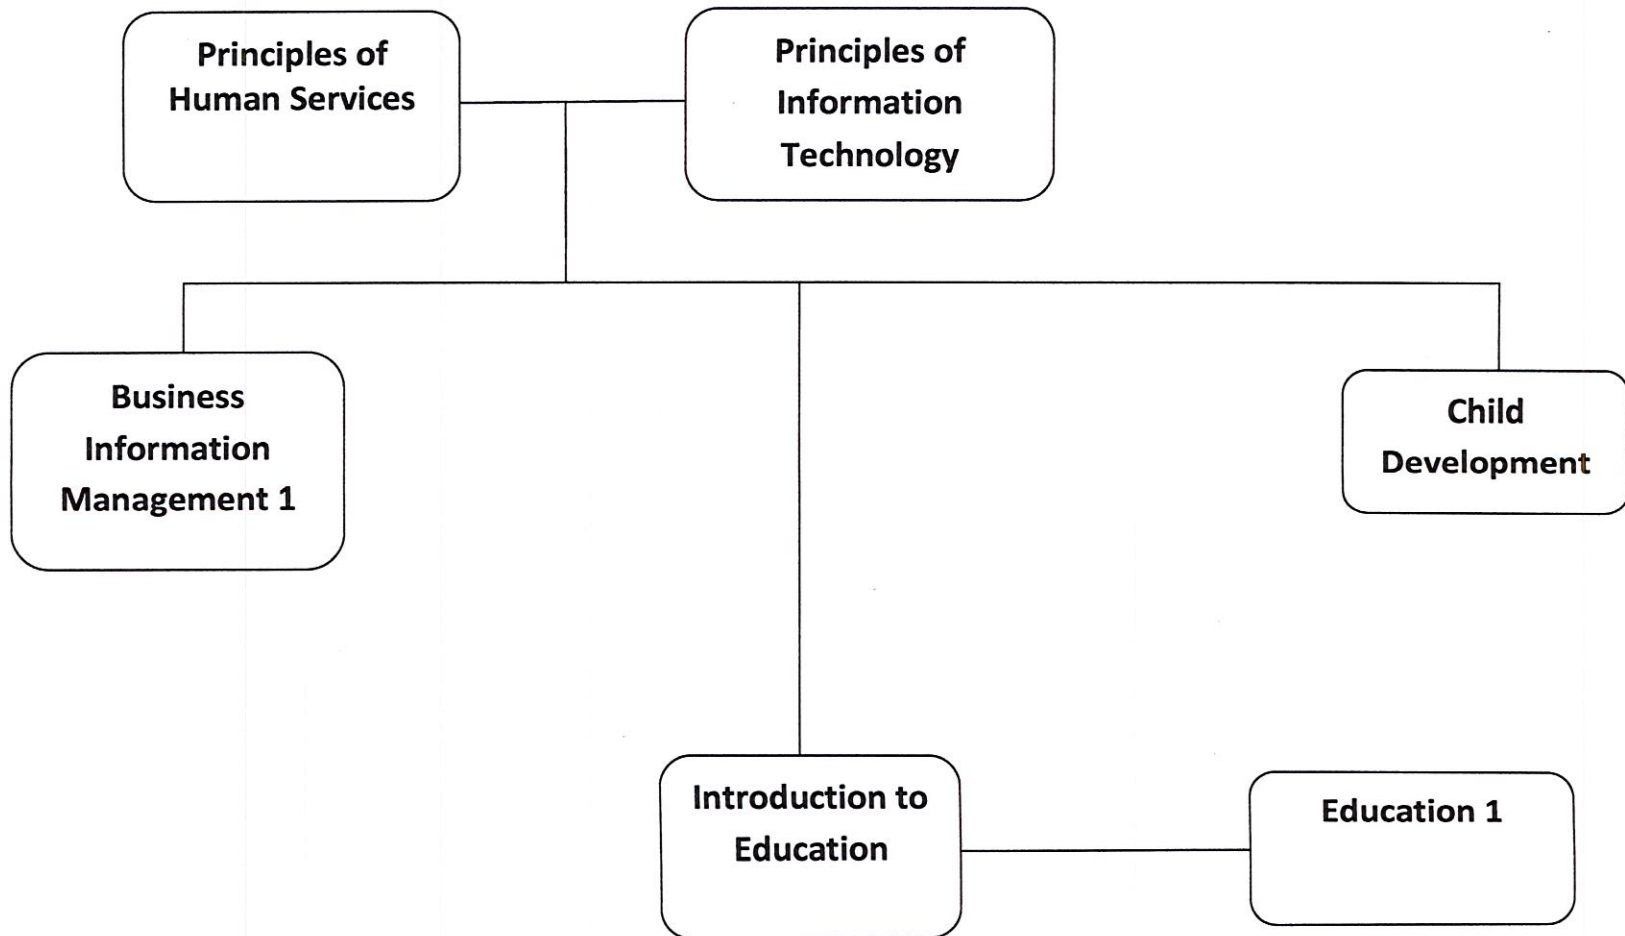 Principles of
Human Services
Principles of
Information
Technology
Business
Information
Management 1
Child
Development
Introduction to
Education
Education 1